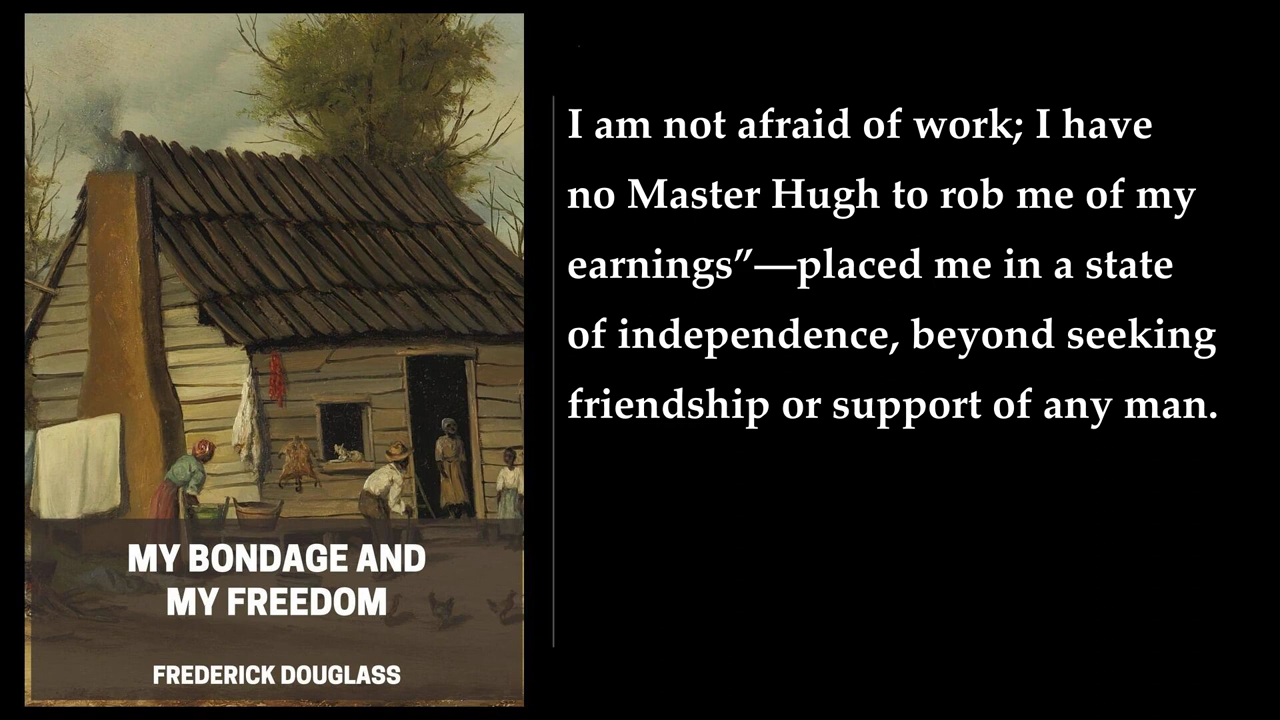 MY BONDAGE AND
MY FREEDOM
FREDERICK DOUGLASS
I am not afraid of work; I have
no Master Hugh to rob me of my
earnings”—placed me in a state
of independence, beyond seeking
friendship or support of any man.